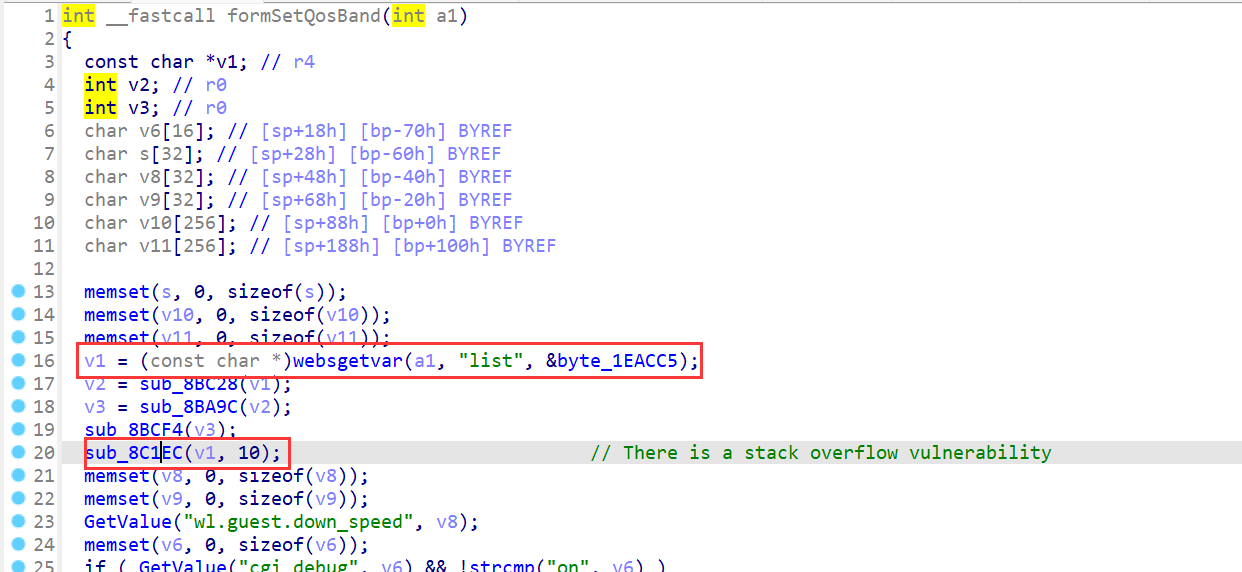 1 int __fastcall formSetQosBand(int a1)
2 {
3 const char *v1; // r4
4 int v2; // r0
5 int v3; // r0
6 char v6[16]; // [sp+18h] [bp-70h] BYREF
7 char s[32]; // [sp+28h] [bp-60h] BYREF
8 char v8[32]; // [sp+48h] [bp-40h] BYREF
9 char v9[32]; // [sp+68h] [bp-20h] BYREF
10 char v10[256]; // [sp+88h] [bp+0h] BYREF
11 char v11[256]; // [sp+188h] [bp+100h] BYREF
12
13 memset(s, 0, sizeof(s));
14 memset(v10, 0, sizeof(v10));
15 memset(v11, 0, sizeof(v11));
16 v1 = (const char *)websgetvar(a1, "list", &byte_1EACC5);
17 v2 = sub_8BC28(v1);
18 v3 = sub_8BA9C(v2);
19 sub_8BCF4(v3);
20 sub_8C1EC(v1, 10); // There is a stack overflow vulnerability
21 memset(v8, 0, sizeof(v8));
22 memset(v9, 0, sizeof(v9));
23 GetValue("wl.guest.down_speed", v8);
24 memset(v6, 0, sizeof(v6));
25 if ( GetValue("cgi_debug", v6) && !strcmp("on", v6) )